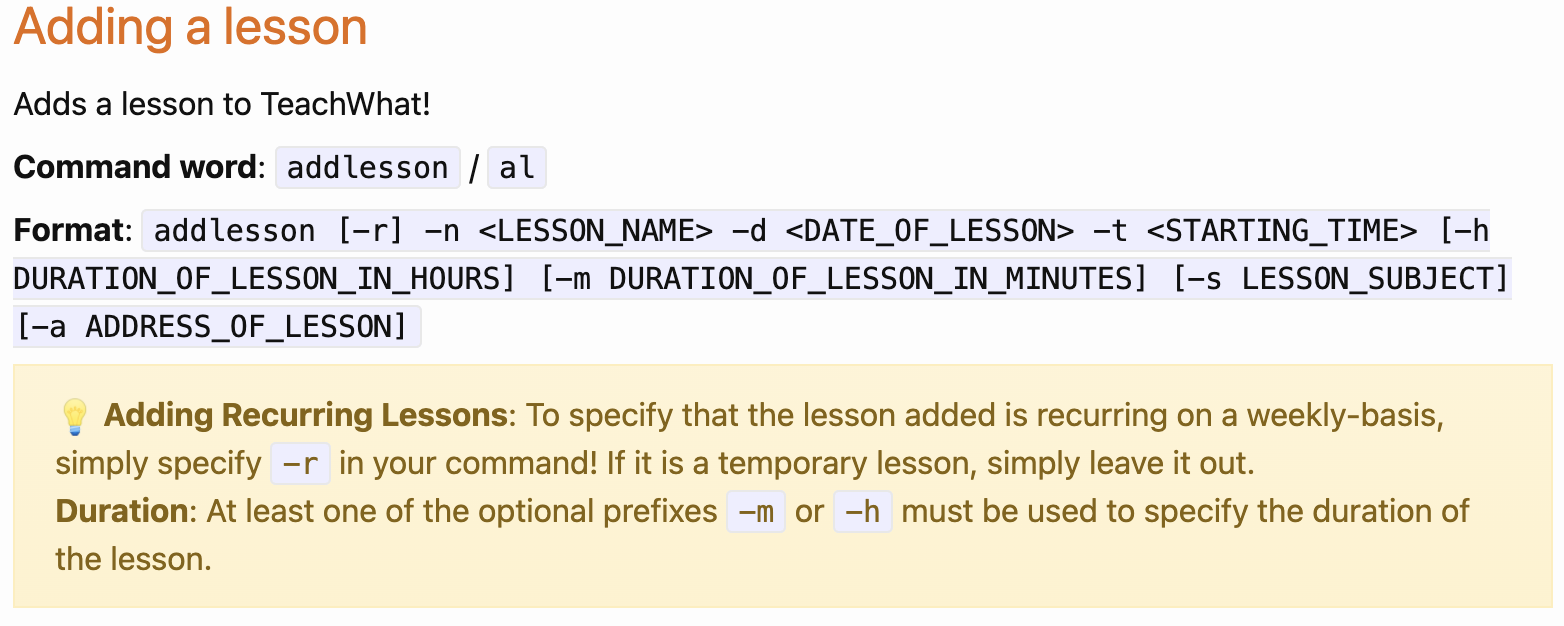 Adding a lesson
Adds a lesson to TeachWhat!
Command word: addlesson / al
Format: addlesson [-r] -n <LESSON_NAME> -d <DATE_OF_LESSON> -t <STARTING_TIME> [-h
DURATION_OF_LESSON_IN_HOURS] [-m DURATION_OF_LESSON_IN_MINUTES] [-s LESSON_SUBJECT]
[-a ADDRESS_OF_LESSON]
💡 Adding Recurring Lessons: To specify that the lesson added is recurring on a weekly-basis,
simply specify -r in your command! If it is a temporary lesson, simply leave it out.
Duration: At least one of the optional prefixes -m or -h must be used to specify the duration of
the lesson.